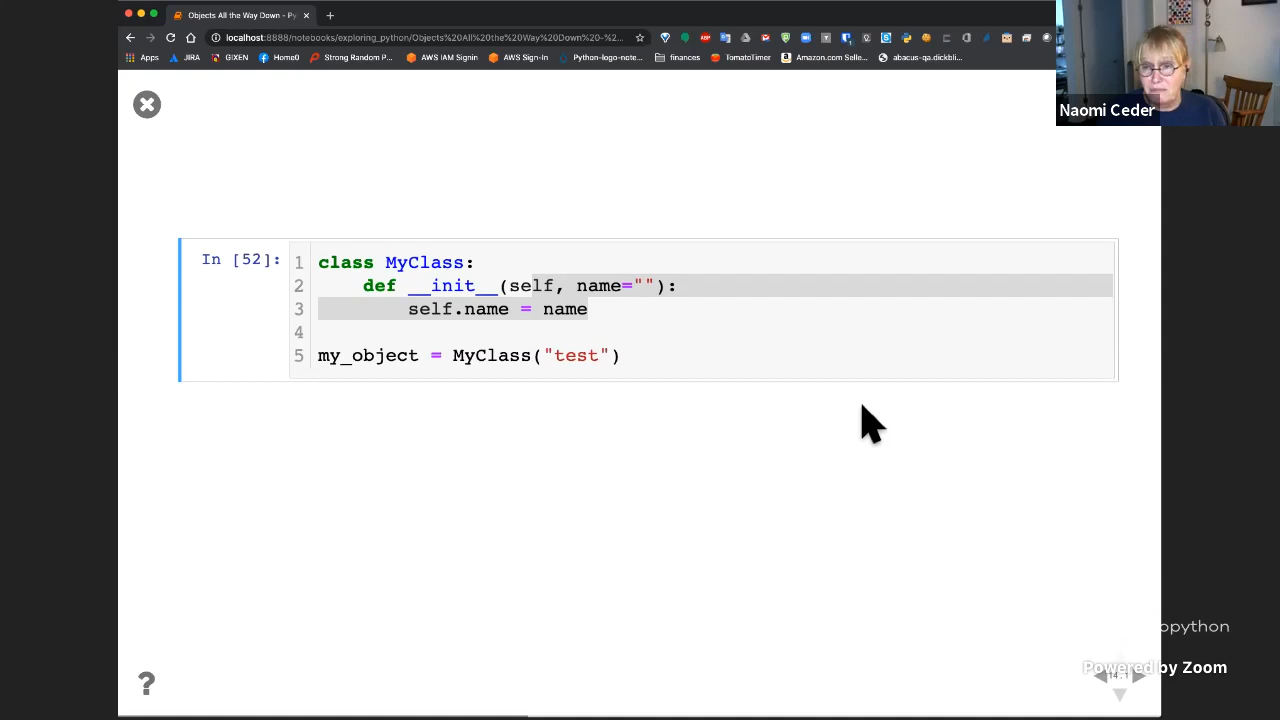 Objects All the Way Down - Py
localhost:8888/notebooks/exploring_python/Objects%20All%20the%20Way%20Down%20-%2...
Apps JIRA GIXEN Home0 Strong Random P... AWS IAM Signin AWS Sign-In Python-logo-note... finances TomatoTimer Amazon.com Selle... abacus-qa.dickbli...
Naomi Ceder
In [52]:
1 class MyClass:
2 def __init__(self, name=""):
3 self.name = name
4
5 my_object = MyClass("test")
opython
Powered by Zoom
14.1
?